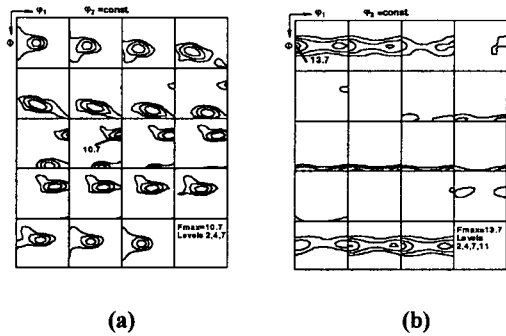 φ₁ φ₂ =const
Φ
10.7
Fmax=10.7
Levels 2,4,7
(a)
φ₁ φ₂ =const
Φ
13.7
Fmax=13.7
Levels
2,4,7,11
(b)